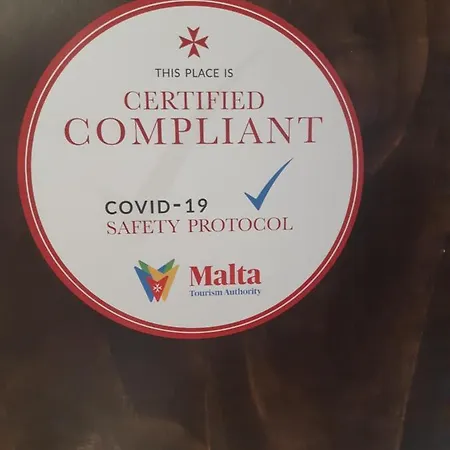 THIS PLACE IS
CERTIFIED
COMPLIANT
COVID-19
SAFETY PROTOCOL
Malta
Tourism Authority